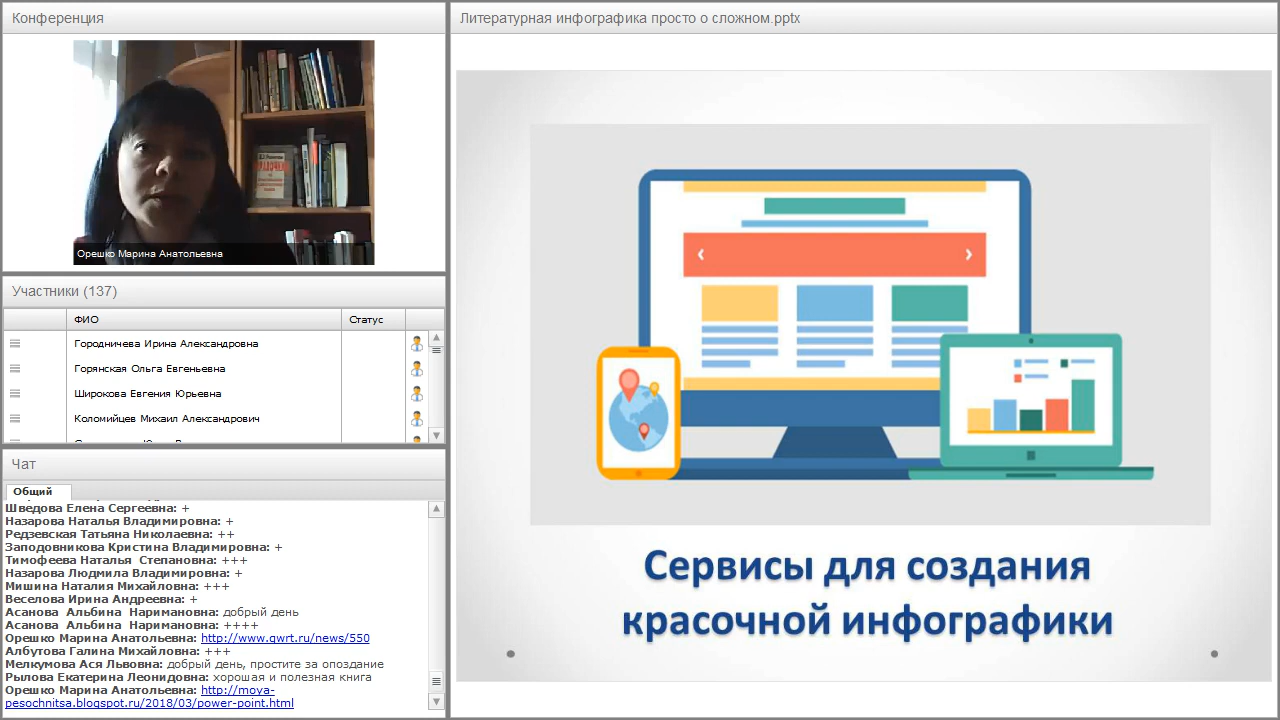 Конференция
Орешко Марина Анатольевна
Участники (137)
ФИО
Статус
Городничева Ирина Александровна
Горянская Ольга Евгеньевна
Широкова Евгения Юрьевна
Коломийцев Михаил Александрович
Чат
Общий
Шведова Елена Сергеевна: +
Назарова Наталья Владимировна: +
Редзевская Татьяна Николаевна: ++
Заподовникова Кристина Владимировна: +
Тимофеева Наталья  Степановна: +++
Назарова Людмила Владимировна: +
Мишина Наталия Михайловна: +++
Веселова Ирина Андреевна: +
Асанова  Альбина  Наримановна: добрый день
Асанова  Альбина  Наримановна: ++++
Орешко Марина Анатольевна: http://www.qwrt.ru/news/550
Албутова Галина Михайловна: +++
Мелкумова Ася Львовна: добрый день, простите за опоздание
Рылова Екатерина Леонидовна: хорошая и полезная книга
Орешко Марина Анатольевна: http://moya-
pesochnitsa.blogspot.ru/2018/03/power-point.html
Литературная инфографика просто о сложном.pptx
Сервисы для создания
красочной инфографики